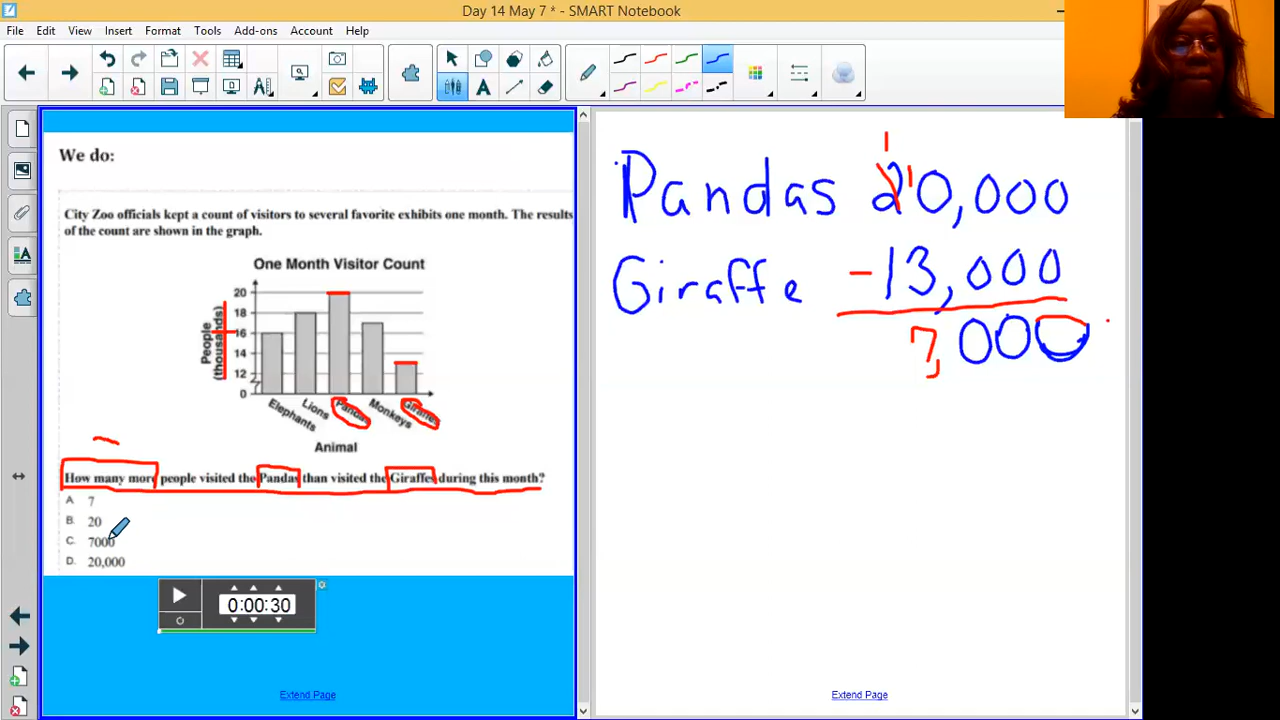 Day 14 May 7 * - SMART Notebook
File Edit View Insert Format Tools Add-ons Account Help
We do:
City Zoo officials kept a count of visitors to several favorite exhibits one month. The results
of the count are shown in the graph.
One Month Visitor Count
People
(thousands)
20
18
16
14
12
0
Elephants
Lions
Pandas
Monkeys
Giraffes
Animal
How many more people visited the Pandas than visited the Giraffes during this month?
A 7
B. 20
C. 7000
D. 20,000
0:00:30
Extend Page
1 1
Pandas 20,000
Giraffe -13,000
7,000
Extend Page